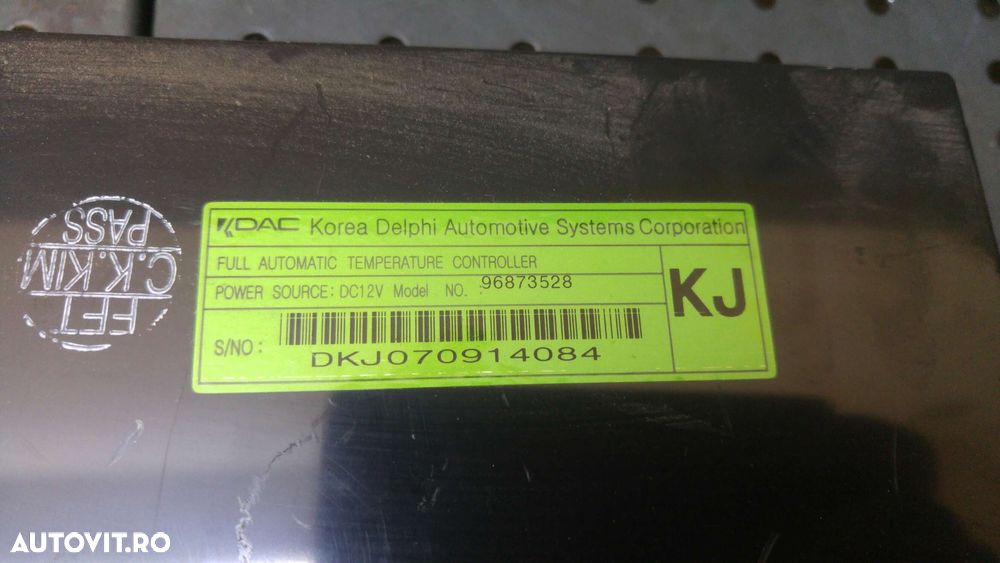 KDAC Korea Delphi Automotive Systems Corporation
FULL AUTOMATIC TEMPERATURE CONTROLLER
POWER SOURCE: DC12V Model NO. : 96873528
KJ
S/NO :
DKJ070914084
FFT
C.K.KIM
PASS
AUTOVIT.RO